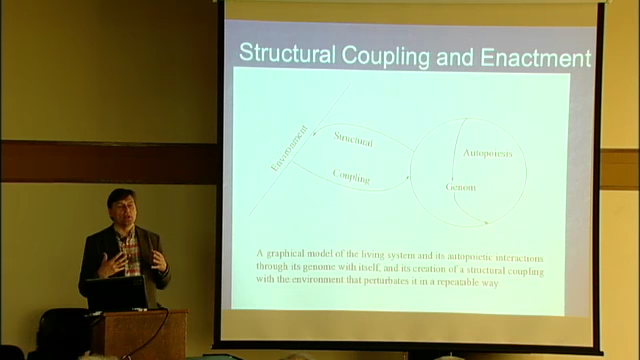 Structural Coupling and Enactment
Environment
Structural
Coupling
Autopoiesis
Genom
A graphical model of the living system and its autopoietic interactions
through its genome with itself, and its creation of a structural coupling
with the environment that perturbates it in a repeatable way